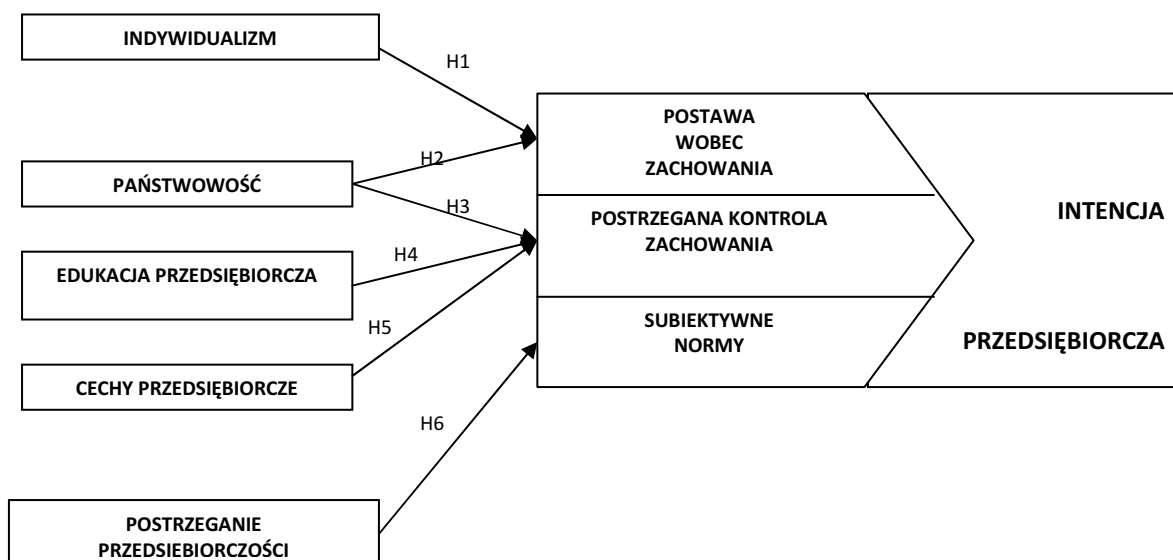 INDYWIDUALIZM
H1
POSTAWA
WOBEC
ZACHOWANIA
H2
PAŃSTWOWOŚĆ
H3
POSTRZEGANA KONTROLA
ZACHOWANIA
INTENCJA
EDUKACJA PRZEDSIĘBIORCZA
H4
H5
SUBIEKTYWNE
NORMY
PRZEDSIĘBIORCZA
CECHY PRZEDSIĘBIORCZE
H6
POSTRZEGANIE
PRZEDSIEBIORCZOŚCI